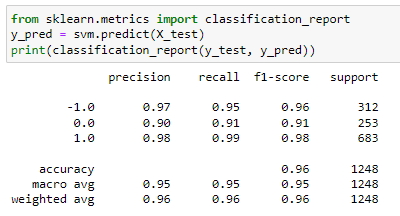 from sklearn.metrics import classification_report
y_pred = svm.predict(X_test)
print(classification_report(y_test, y_pred))
precision recall f1-score support
-1.0 0.97 0.95 0.96 312
0.0 0.90 0.91 0.91 253
1.0 0.98 0.99 0.98 683
accuracy 0.96 1248
macro avg 0.95 0.95 0.95 1248
weighted avg 0.96 0.96 0.96 1248